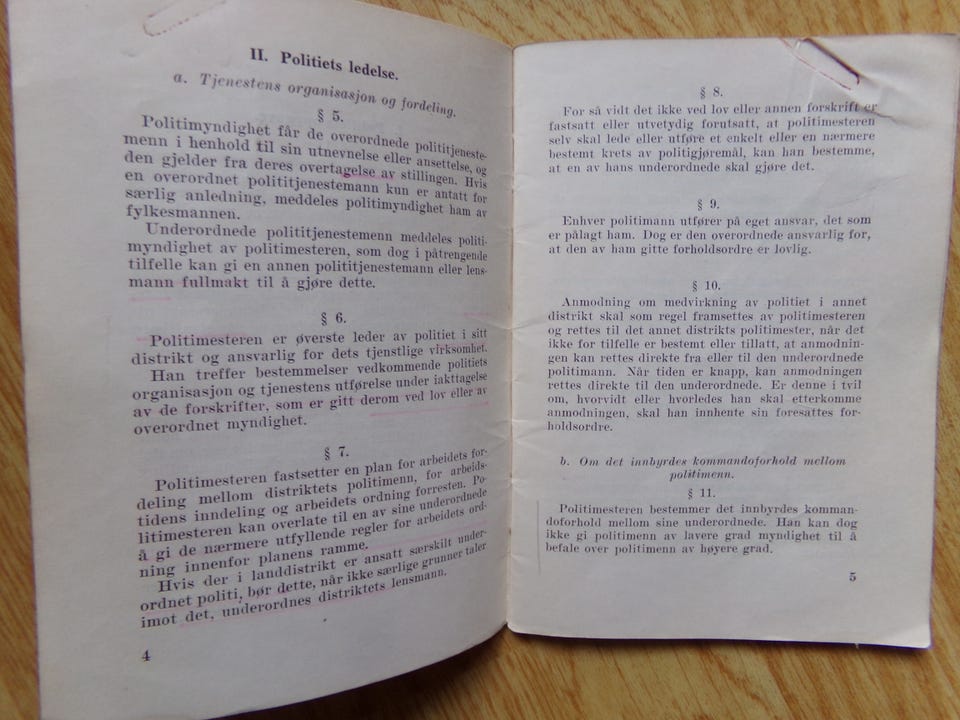 II. Politiets ledelse.
a. Tjenestens organisasjon og fordeling.
§ 5.
Politimyndighet får de overordnede polititjeneste-
menn i henhold til sin utnevnelse eller ansettelse, og
den gjelder fra deres overtagelse av stillingen. Hvis
en overordnet polititjenestemann kun er antatt for
særlig anledning, meddeles politimyndighet ham av
fylkesmannen.
Underordnede polititjenestemenn meddeles politi-
myndighet av politimesteren, som dog i påtrengende
tilfelle kan gi en annen polititjenestemann eller lens-
mann fullmakt til å gjøre dette.
§ 6.
Politimesteren er øverste leder av politiet i sitt
distrikt og ansvarlig for dets tjenstlige virksomhet.
Han treffer bestemmelser vedkommende politiets
organisasjon og tjenestens utførelse under iakttagelse
av de forskrifter, som er gitt derom ved lov eller av
overordnet myndighet.
§ 7.
Politimesteren fastsetter en plan for arbeidets for-
deling mellom distriktets politimenn, for arbeids-
tidens inndeling og arbeidets ordning forresten. Po-
litimesteren kan overlate til en av sine underordnede
å gi de nærmere utfyllende regler for arbeidets ord-
ning innenfor planens ramme.
Hvis der i landdistrikt er ansatt særskilt under-
ordnet politi, bør dette, når ikke særlige grunner taler
imot det, underordnes distriktets lensmann.
4
§ 8.
For så vidt det ikke ved lov eller annen forskrift er
fastsatt eller utvetydig forutsatt, at politimesteren
selv skal lede eller utføre et enkelt eller en nærmere
bestemt krets av politigjøremål, kan han bestemme,
at en av hans underordnede skal gjøre det.
§ 9.
Enhver politimann utfører på eget ansvar, det som
er pålagt ham. Dog er den overordnede ansvarlig for,
at den av ham gitte forholdsordre er lovlig.
§ 10.
Anmodning om medvirkning av politiet i annet
distrikt skal som regel framsettes av politimesteren
og rettes til det annet distrikts politimester, når det
ikke for tilfelle er bestemt eller tillatt, at anmodnin-
gen kan rettes direkte fra eller til den underordnede
politimann. Når tiden er knapp, kan anmodningen
rettes direkte til den underordnede. Er denne i tvil
om, hvorvidt eller hvorledes han skal etterkomme
anmodningen, skal han innhente sin foresattes for-
holdsordre.
b. Om det innbyrdes kommandoforhold mellom
politimenn.
§ 11.
Politimesteren bestemmer det innbyrdes komman-
doforhold mellom sine underordnede. Han kan dog
ikke gi politimenn av lavere grad myndighet til å
befale over politimenn av høyere grad.
5